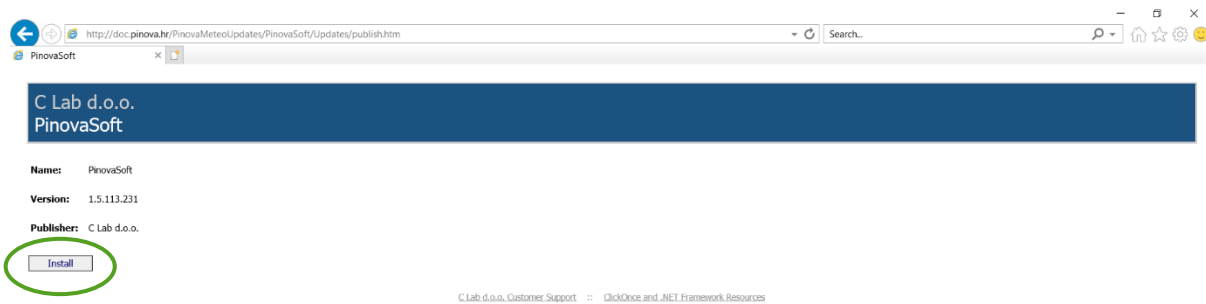 http://doc.pinova.hr/PinovaMeteoUpdates/PinovaSoft/Updates/publish.htm
Search...
PinovaSoft
C Lab d.o.o.
PinovaSoft
Name: PinovaSoft
Version: 1.5.113.231
Publisher: C Lab d.o.o.
Install
C Lab d.o.o. Customer Support :: ClickOnce and .NET Framework Resources